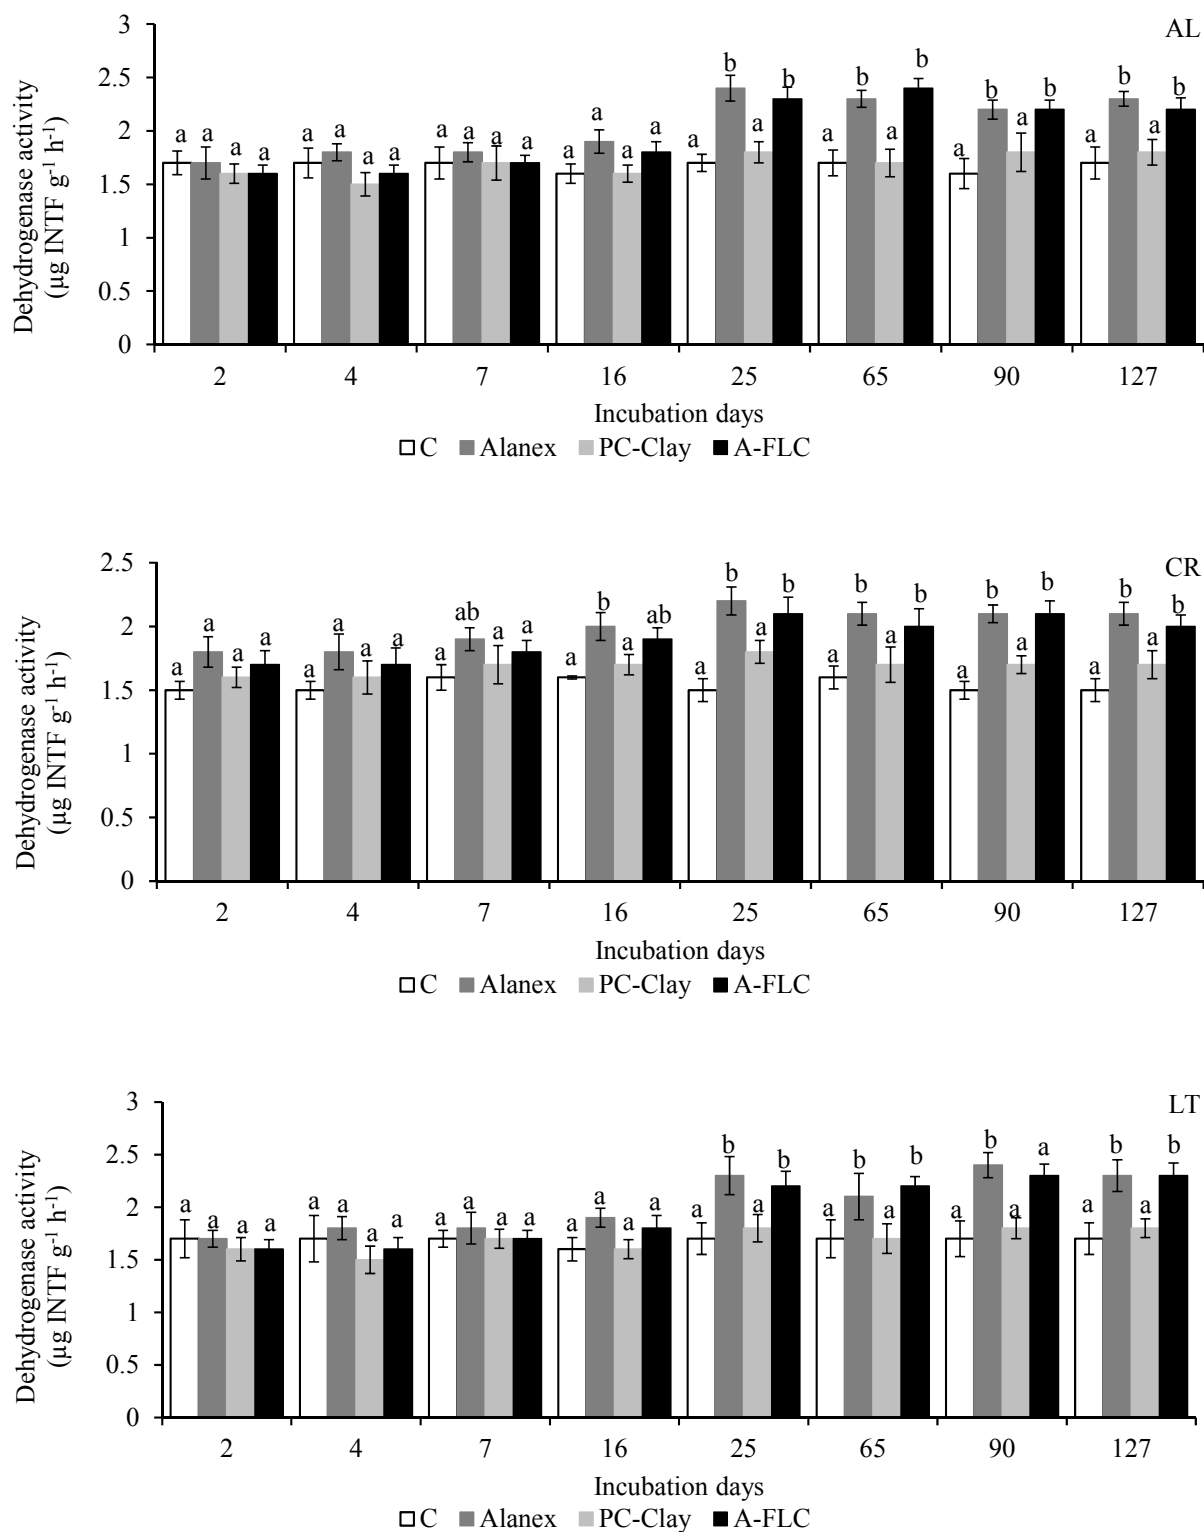 AL
3
2.5
2
1.5
1
0.5
0
Dehydrogenase activity
(µg INTF g⁻¹ h⁻¹)
a a a a a a a a a a a a a a a a a b a b a b a b a b a b a b a b
2 4 7 16 25 65 90 127
Incubation days
C Alanex PC-Clay A-FLC
CR
2.5
2
1.5
1
0.5
0
Dehydrogenase activity
(µg INTF g⁻¹ h⁻¹)
a a a a a a a a a ab a a a b a ab a b a b a b a b a b a b a b a b
2 4 7 16 25 65 90 127
Incubation days
C Alanex PC-Clay A-FLC
LT
3
2.5
2
1.5
1
0.5
0
Dehydrogenase activity
(µg INTF g⁻¹ h⁻¹)
a a a a a a a a a a a a a a a a a b a b a b a b a b a a a b a b
2 4 7 16 25 65 90 127
Incubation days
C Alanex PC-Clay A-FLC